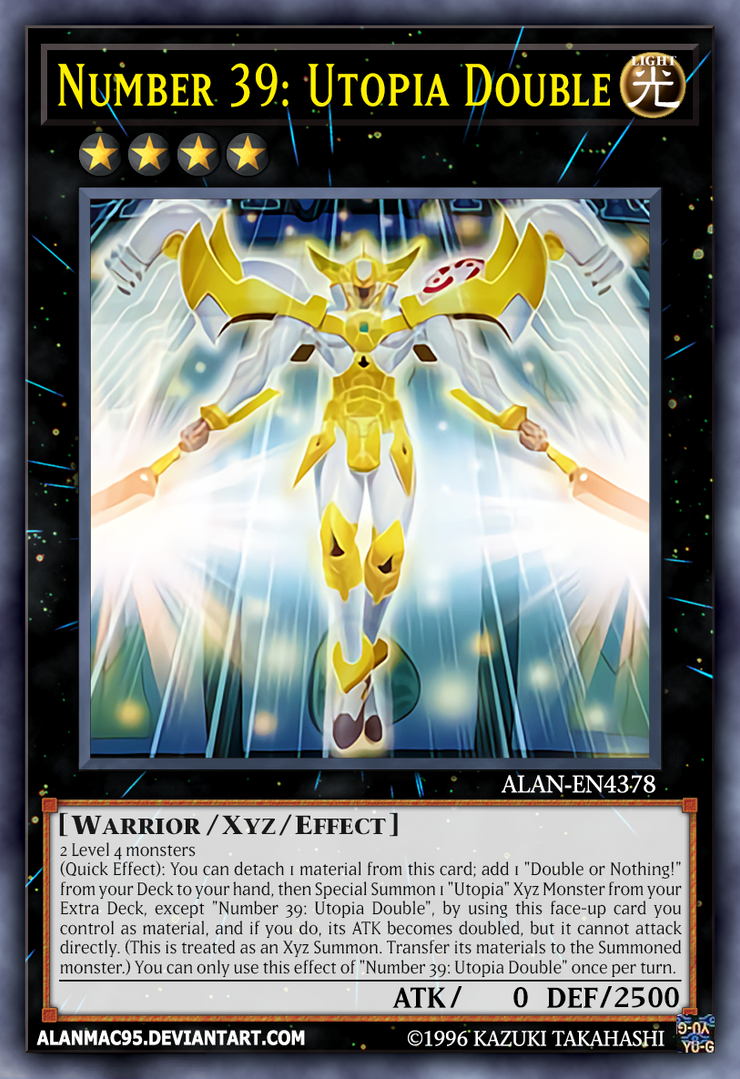 Number 39: Utopia Double
LIGHT
光
39
ALAN-EN4378
[Warrior/Xyz/Effect]
2 Level 4 monsters
(Quick Effect): You can detach 1 material from this card; add 1 "Double or Nothing!"
from your Deck to your hand, then Special Summon 1 "Utopia" Xyz Monster from your
Extra Deck, except "Number 39: Utopia Double", by using this face-up card you
control as material, and if you do, its ATK becomes doubled, but it cannot attack
directly. (This is treated as an Xyz Summon. Transfer its materials to the Summoned
monster.) You can only use this effect of "Number 39: Utopia Double" once per turn.
ATK/ 0 DEF/2500
ALANMAC95.DEVIANTART.COM
©1996 KAZUKI TAKAHASHI
YU-G